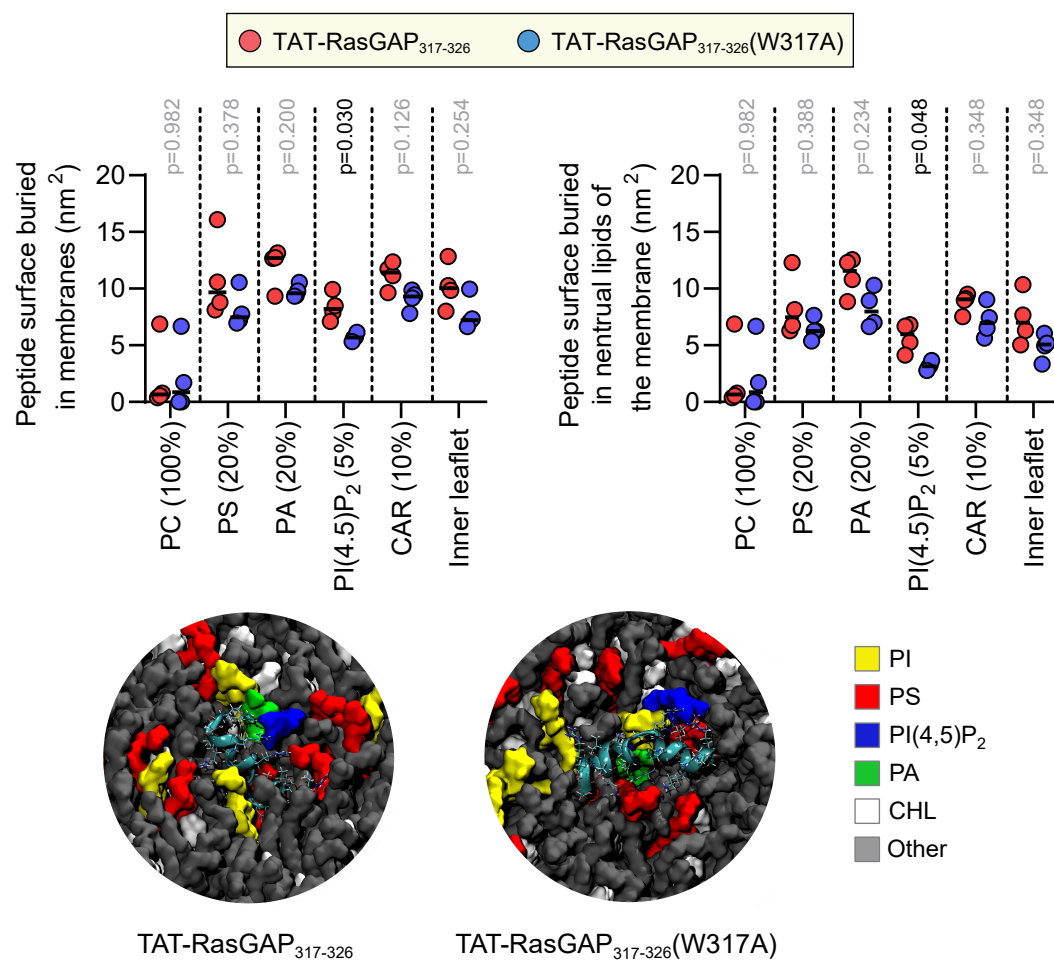 TAT-RasGAP317-326 TAT-RasGAP317-326(W317A)
p=0.982 p=0.378 p=0.200 p=0.030 p=0.126 p=0.254
Peptide surface buried
in membranes (nm2)
20
15
10
5
0
PC (100%) PS (20%) PA (20%) PI(4.5)P2 (5%) CAR (10%) Inner leaflet
p=0.982 p=0.388 p=0.234 p=0.048 p=0.348 p=0.348
Peptide surface buried
in nentrual lipids of
the membrane (nm2)
20
15
10
5
0
PC (100%) PS (20%) PA (20%) PI(4.5)P2 (5%) CAR (10%) Inner leaflet
PI
PS
PI(4,5)P2
PA
CHL
Other
TAT-RasGAP317-326 TAT-RasGAP317-326(W317A)